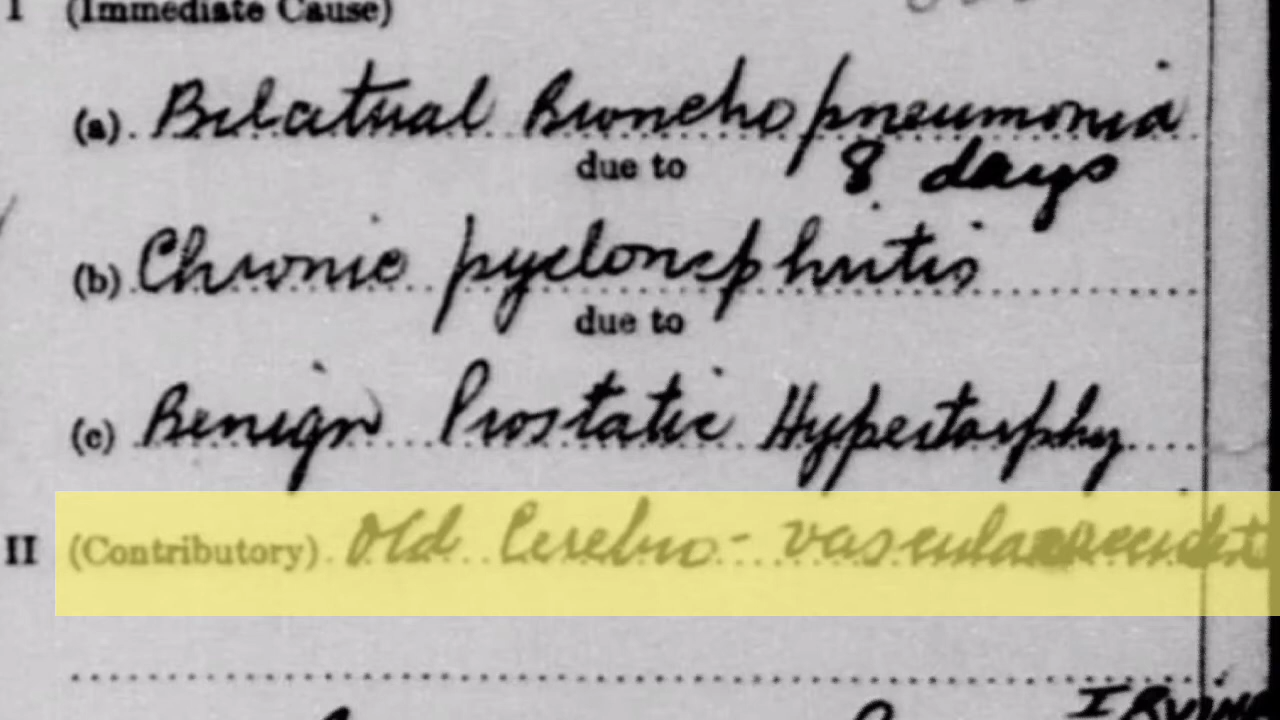 I (Immediate Cause)
(a) Bilateral Bronchopneumonia
due to 8 days
(b) Chronic pyelonephritis
due to
(c) Benign Prostatic Hypertrophy
II (Contributory) Old Cerebro-vascular accident